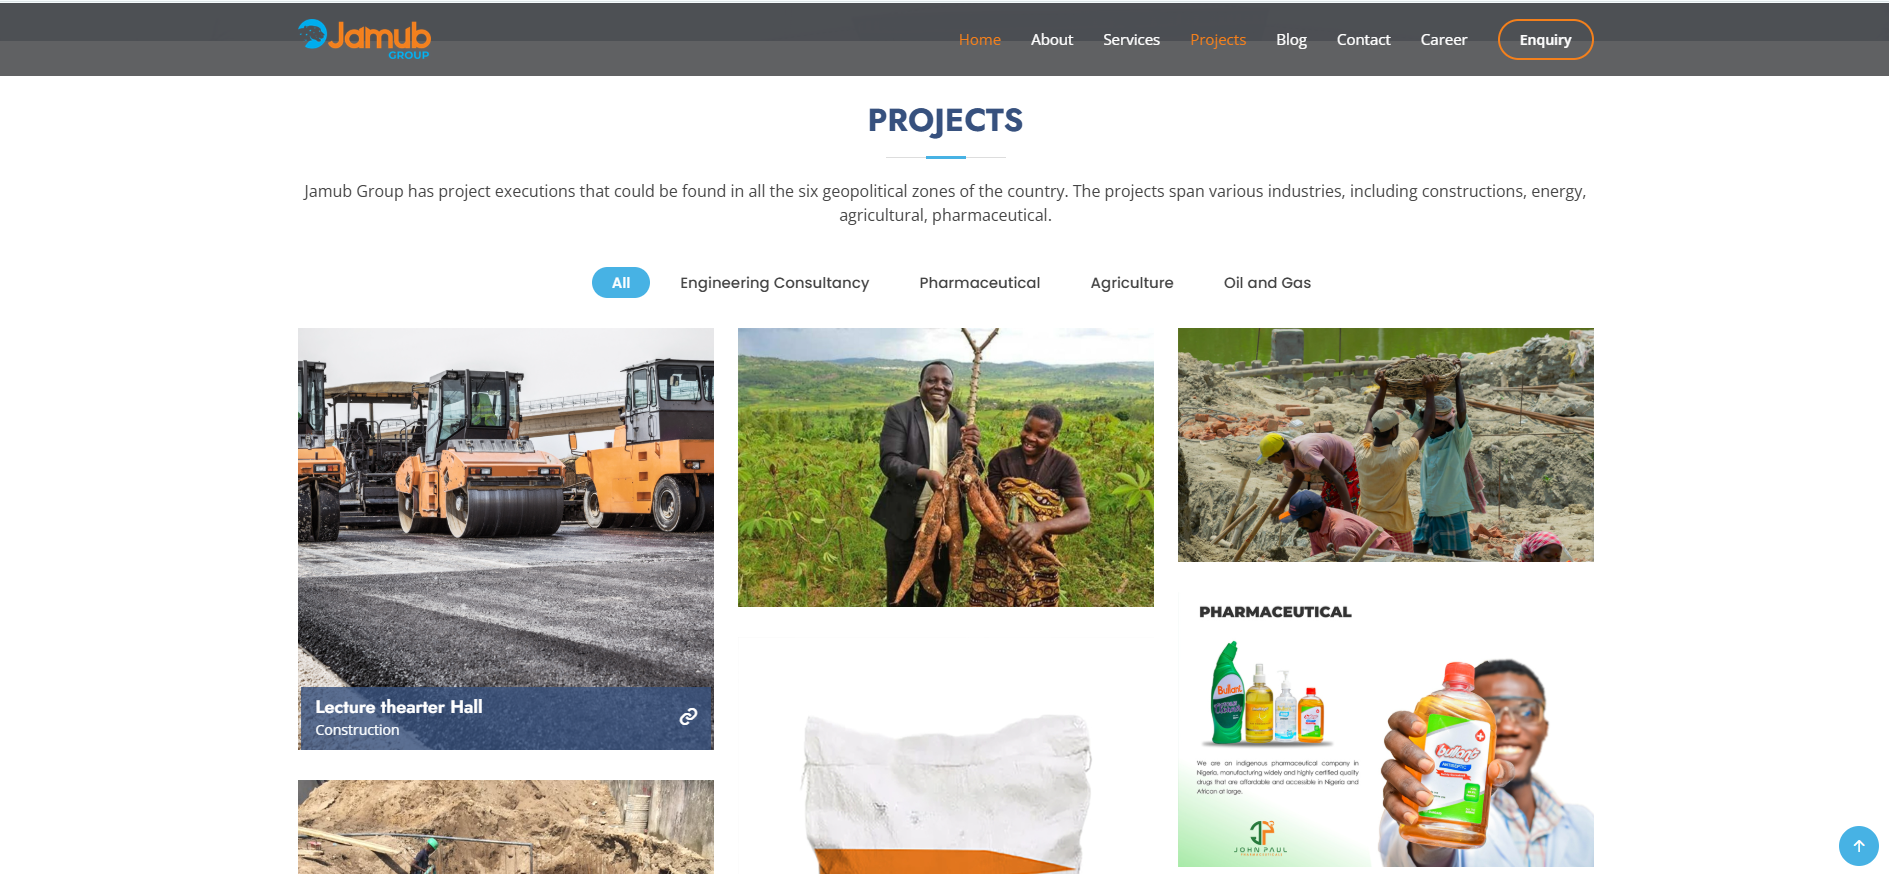 Jamub
GROUP
Home About Services Projects Blog Contact Career Enquiry
PROJECTS
Jamub Group has project executions that could be found in all the six geopolitical zones of the country. The projects span various industries, including constructions, energy,
agricultural, pharmaceutical.
All Engineering Consultancy Pharmaceutical Agriculture Oil and Gas
Lecture thearter Hall
Construction
PHARMACEUTICAL
Bullant
bullant
ANTISEPTIC
We are an indigenous pharmaceutical company in
Nigeria, manufacturing widely and highly certified quality
drugs that are affordable and accessible in Nigeria and
African at large.
JOHN PAUL
PHARMACEUTICALS